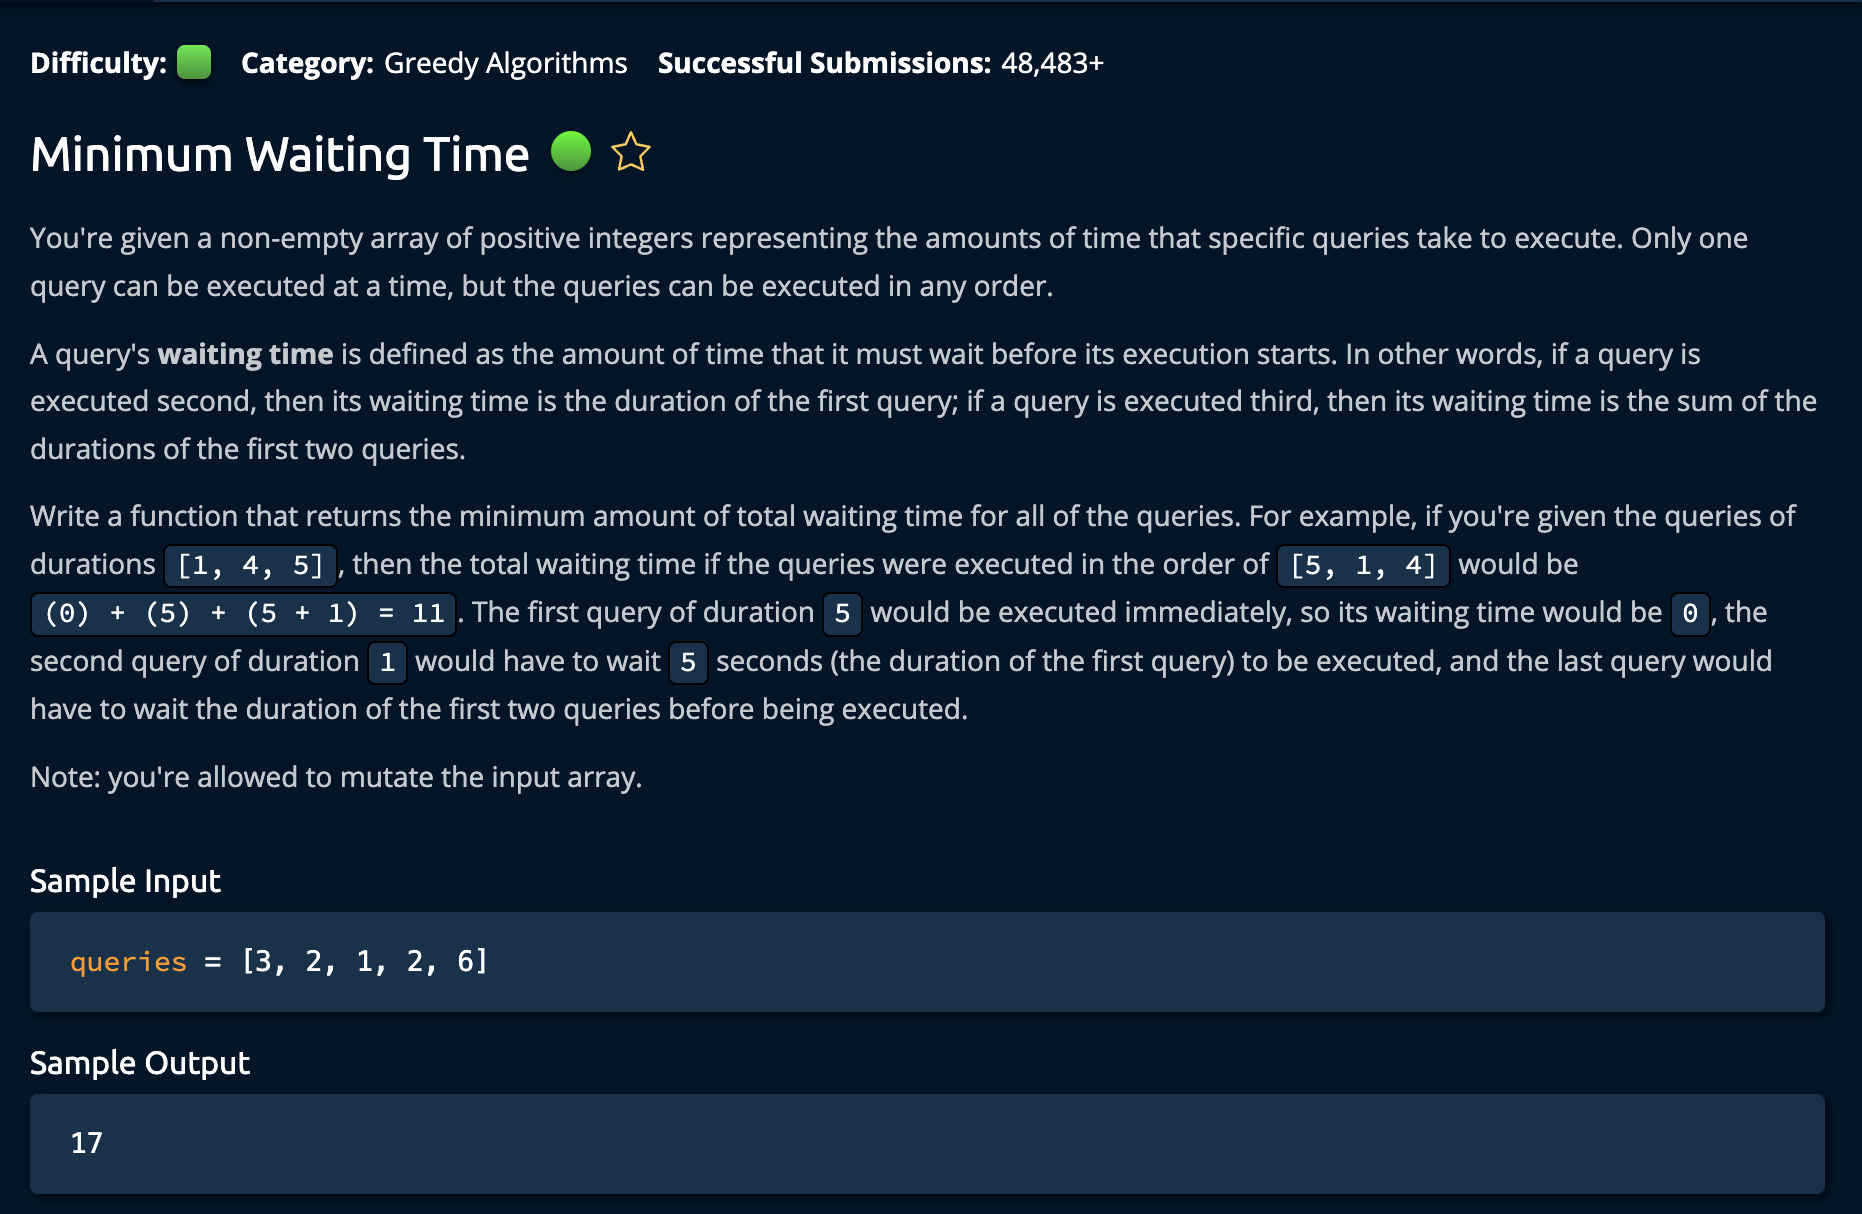 Difficulty: Category: Greedy Algorithms Successful Submissions: 48,483+
Minimum Waiting Time
You're given a non-empty array of positive integers representing the amounts of time that specific queries take to execute. Only one
query can be executed at a time, but the queries can be executed in any order.
A query's waiting time is defined as the amount of time that it must wait before its execution starts. In other words, if a query is
executed second, then its waiting time is the duration of the first query; if a query is executed third, then its waiting time is the sum of the
durations of the first two queries.
Write a function that returns the minimum amount of total waiting time for all of the queries. For example, if you're given the queries of
durations [1, 4, 5], then the total waiting time if the queries were executed in the order of [5, 1, 4] would be
(0) + (5) + (5 + 1) = 11. The first query of duration 5 would be executed immediately, so its waiting time would be 0, the
second query of duration 1 would have to wait 5 seconds (the duration of the first query) to be executed, and the last query would
have to wait the duration of the first two queries before being executed.
Note: you're allowed to mutate the input array.
Sample Input
queries = [3, 2, 1, 2, 6]
Sample Output
17